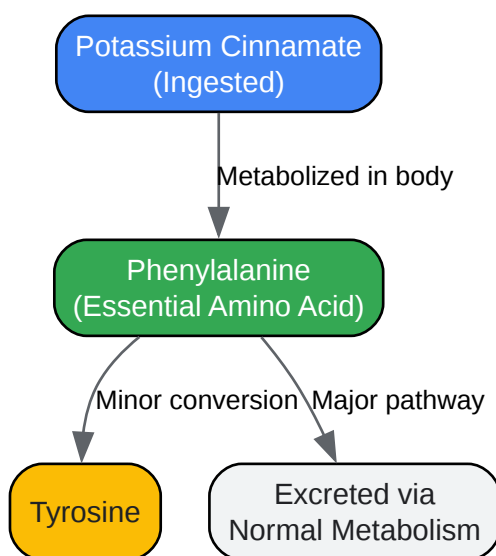 Potassium Cinnamate
(Ingested)
Metabolized in body
Phenylalanine
(Essential Amino Acid)
Minor conversion
Major pathway
Tyrosine
Excreted via
Normal Metabolism